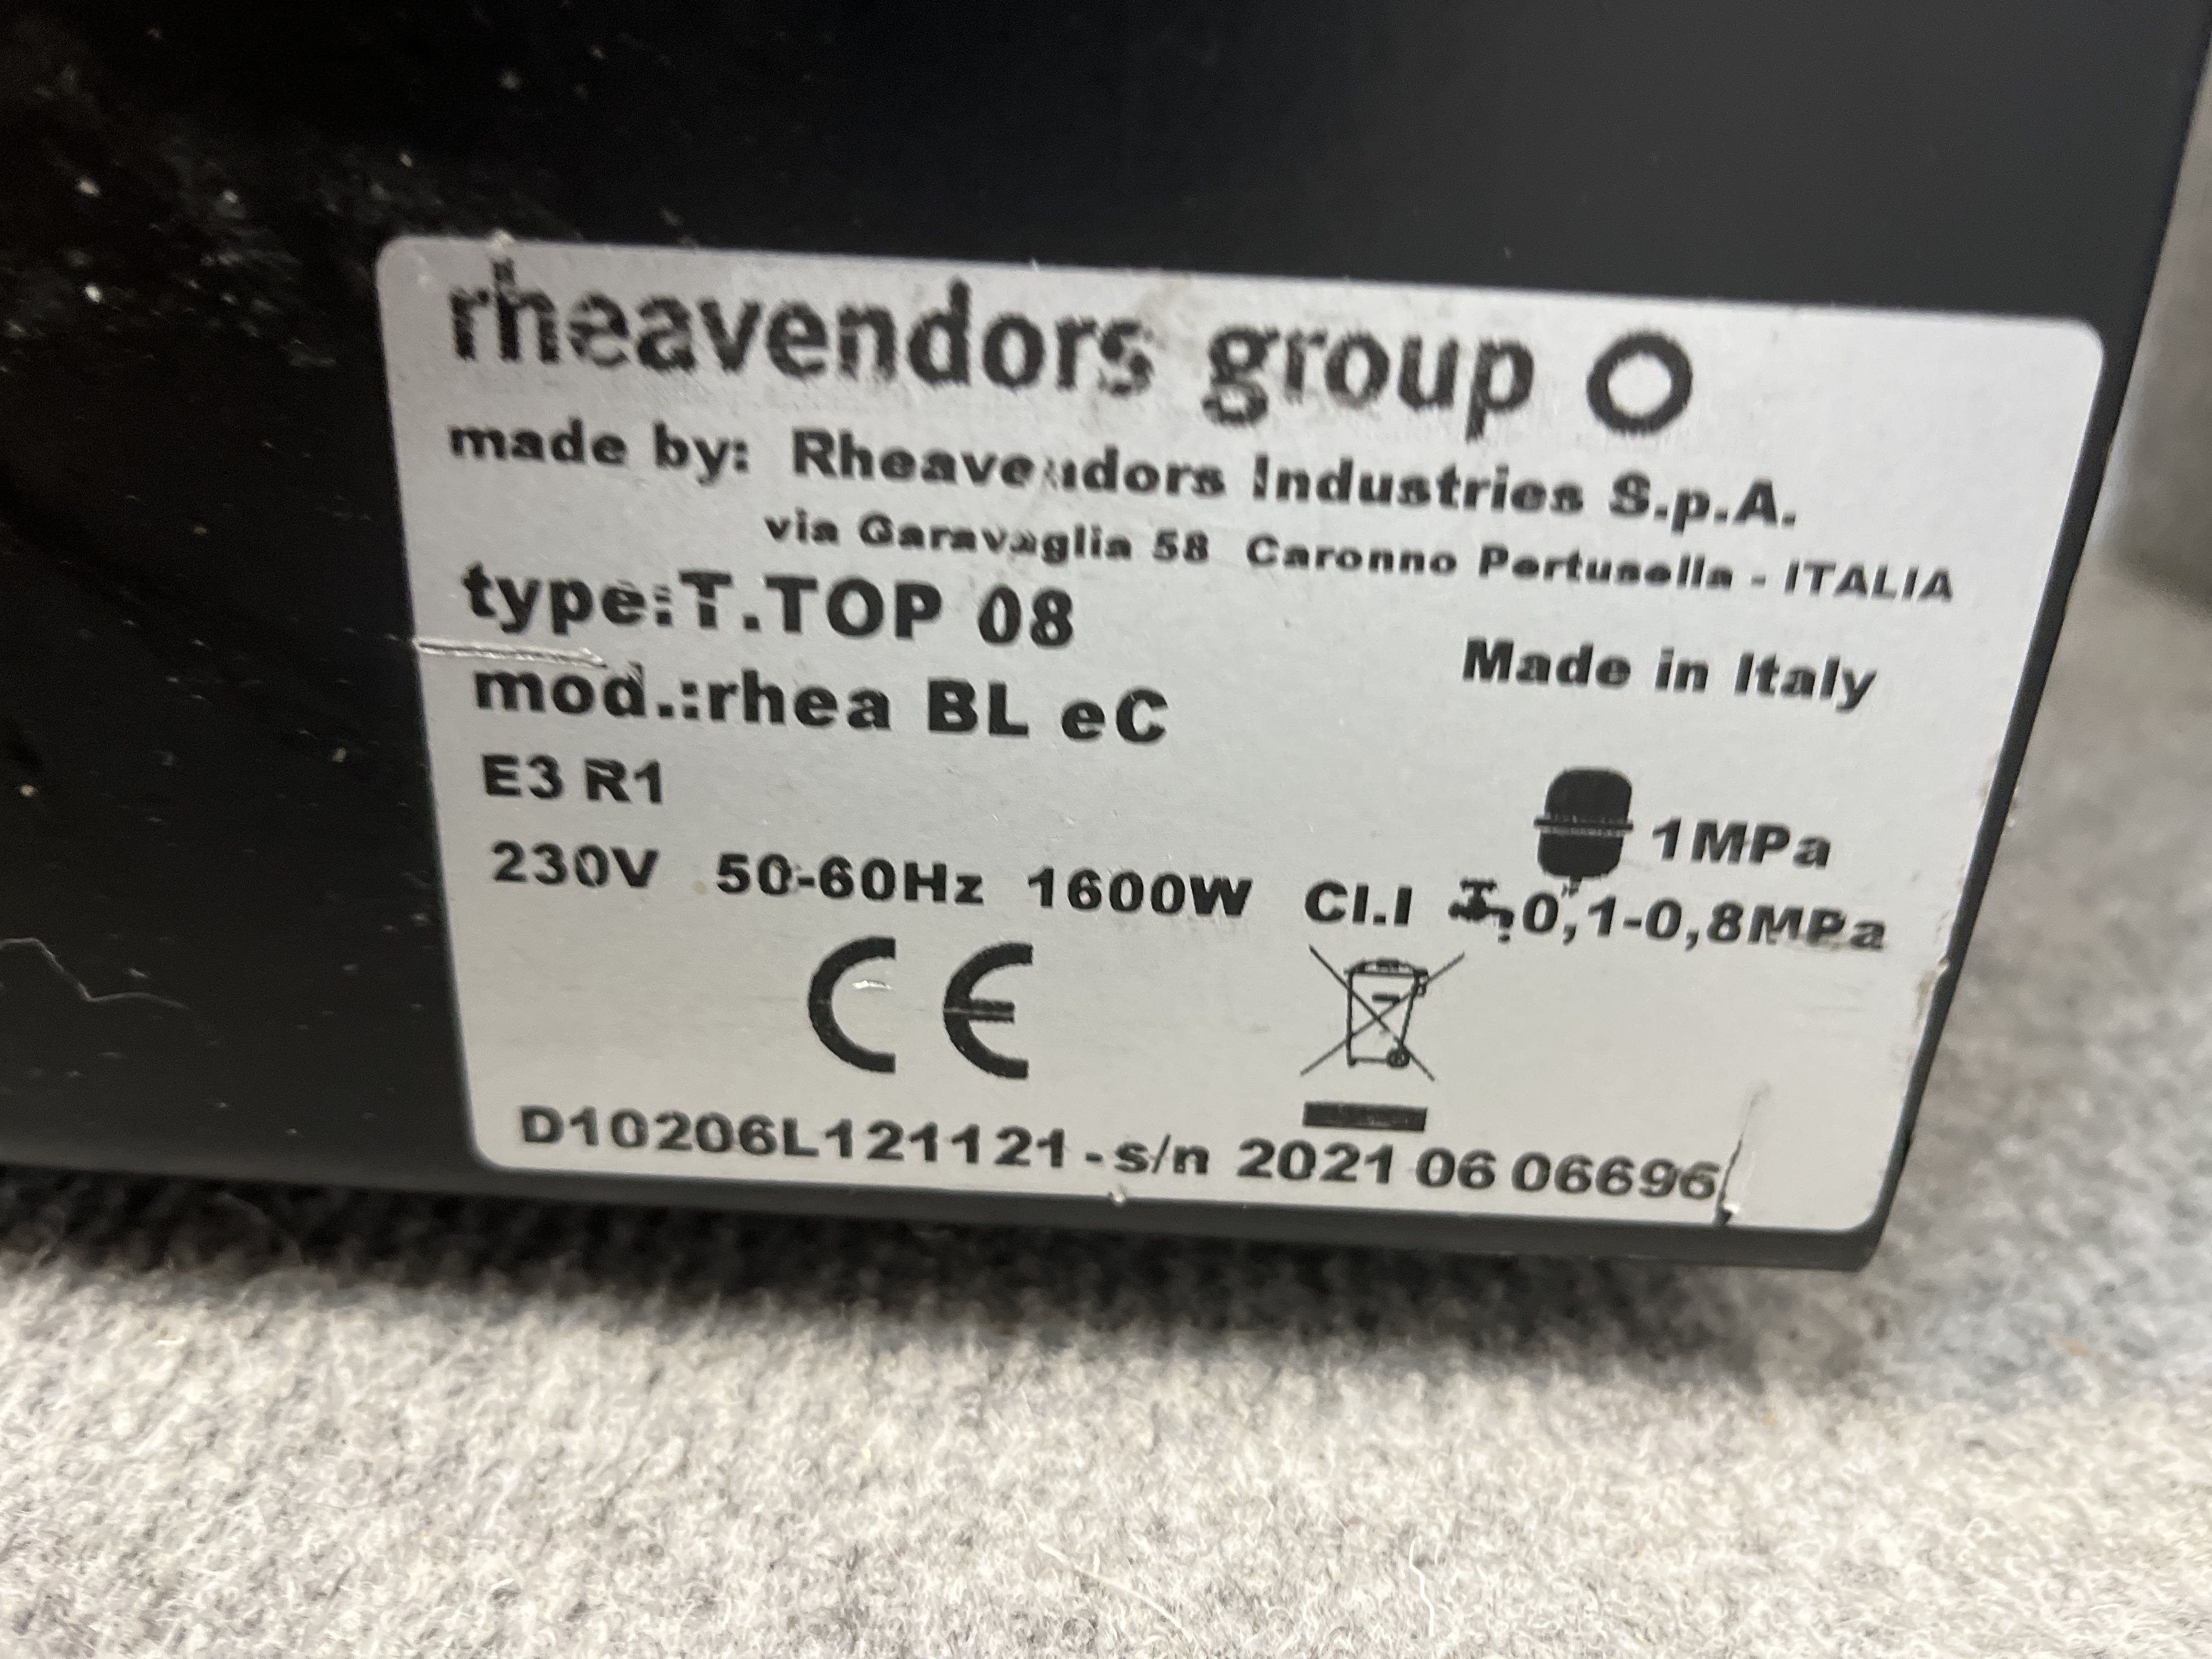 rheavendors group
made by: Rheavendors Industries S.p.A.
via Garavaglia 58 Caronno Pertusella - ITALIA
type:T.TOP 08
Made in Italy
mod.:rhea BL eC
E3 R1
1MPa
230V 50-60Hz 1600W Cl.I 0,1-0,8MPa
CE
D10206L121121-s/n 2021 06 06696